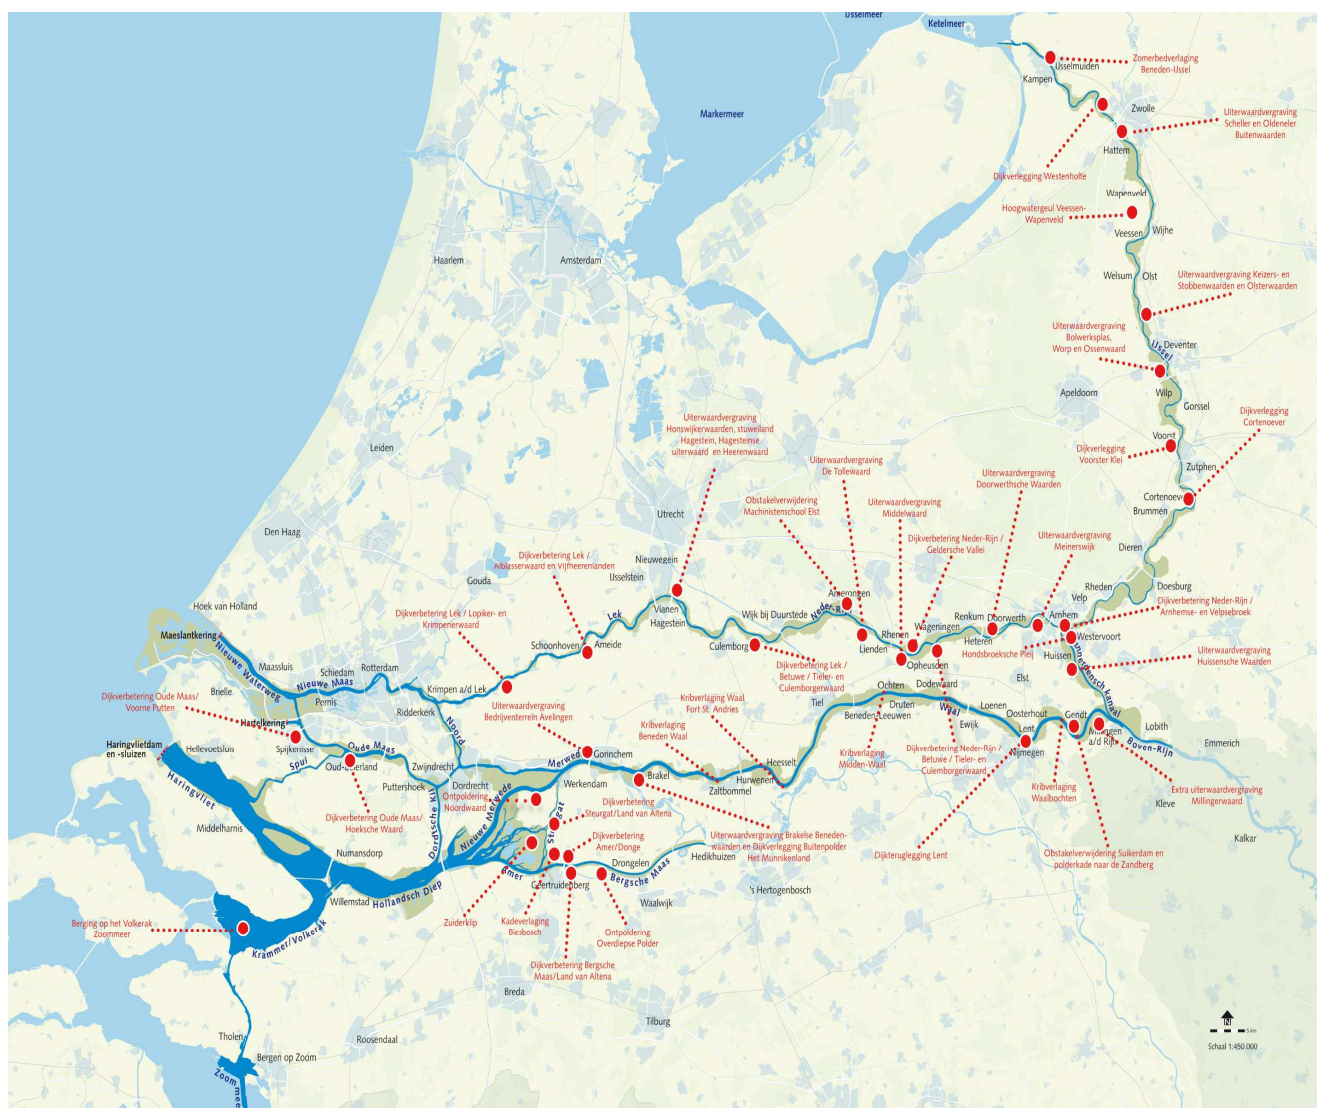 IJsselmeer
Ketelmeer
Zomerbedverlaging
Beneden-IJssel
IJsselmuiden
Kampen
Zwolle
Markermeer
Uiterwaardvergraving
Scheller en Oldeneler
Buitenwaarden
Hattem
Dijkverlegging Westenholte
Wapenveld
Hoogwatergeul Veessen-
Wapenveld
Veessen
Wijhe
Haarlem
Amsterdam
Welsum
Olst
Uiterwaardvergraving Keizers- en
Stobbenwaarden en Olsterwaarden
Uiterwaardvergraving
Bolwerksplas,
Worp en Ossenwaard
IJssel
Deventer
Apeldoorn
Wilp
Gorssel
Dijkverlegging
Cortenoever
Uiterwaardvergraving
Honswijkerwaarden, stuweiland
Hagestein, Hagesteinse
uiterwaard en Heerenwaard
Leiden
Voorst
Dijkverlegging
Voorster Klei
Zutphen
Uiterwaardvergraving
De Tollewaard
Uiterwaardvergraving
Doorwerthsche Waarden
Obstakelverwijdering
Machinistenschool Elst
Uiterwaardvergraving
Middelwaard
Cortenoever
Brummen
Utrecht
Den Haag
Dijkverbetering Neder-Rijn /
Geldersche Vallei
Uiterwaardvergraving
Meinerswijk
Dieren
Dijkverbetering Lek /
Alblasserwaard en Vijfheerenlanden
Nieuwegein
IJsselstein
Gouda
Rheden
Doesburg
Velp
Hoek van Holland
Dijkverbetering Lek / Lopiker- en
Krimpenerwaard
Lek
Vianen
Hagestein
Wijk bij Duurstede
Amerongen
Neder-Rijn
Wageningen
Renkum
Doorwerth
Arnhem
Dijkverbetering Neder-Rijn /
Arnhemse- en Velpsebroek
Maeslantkering
Schoonhoven
Ameide
Culemborg
Lienden
Rhenen
Heteren
Hondsbroeksche Pleij
Westervoort
Huissen
Uiterwaardvergraving
Huissensche Waarden
Nieuwe Waterweg
Maassluis
Schiedam
Rotterdam
Nieuwe Maas
Krimpen a/d Lek
Dijkverbetering Lek /
Betuwe / Tieler- en
Culemborgerwaard
Opheusden
Dodewaard
Ochten
Elst
Pannerdensch kanaal
Brielle
Pernis
Dijkverbetering Oude Maas/
Voorne Putten
Ridderkerk
Uiterwaardvergraving
Bedrijventerrein Avelingen
Kribverlaging Waal
Fort St. Andries
Tiel
Beneden-Leeuwen
Druten
Waal
Ewijk
Loenen
Oosterhout
Lent
Nijmegen
Gendt
Millingen
a/d Rijn
Lobith
Boven-Rijn
Emmerich
Hartelkering
Noord
Kribverlaging
Beneden Waal
Haringvlietdam
en -sluizen
Hellevoetsluis
Spijkenisse
Oude Maas
Spui
Oud-Beierland
Zwijndrecht
Puttershoek
Dordrecht
Merwede
Gorinchem
Werkendam
Brakel
Zaltbommel
Hurwenen
Heesselt
Kribverlaging
Midden-Waal
Dijkverbetering Neder-Rijn /
Betuwe / Tieler- en
Culemborgerwaard
Kribverlaging
Waalbochten
Extra uiterwaardvergraving
Millingerwaard
Kleve
Kalkar
Haringvliet
Middelharnis
Dijkverbetering Oude Maas/
Hoeksche Waard
Dordtsche Kil
Ontpoldering
Noordwaard
Nieuwe Merwede
Steurgat
Dijkverbetering
Steurgat/Land van Altena
Dijkverbetering
Amer/Donge
Uiterwaardvergraving Brakelse Beneden-
waarden en Dijkverlegging Buitenpolder
Het Munnikenland
Dijkteruglegging Lent
Obstakelverwijdering Suikerdam en
polderkade naar de Zandberg
Numansdorp
Willemstad
Hollandsch Diep
Amer
Geertruidenberg
Drongelen
Bergsche Maas
Hedikhuizen
Waalwijk
's Hertogenbosch
Berging op het Volkerak
Zoommeer
Krammer/Volkerak
Zuiderklip
Kadeverlaging
Biesbosch
Ontpoldering
Overdiepse Polder
Dijkverbetering Bergsche
Maas/Land van Altena
Breda
Tilburg
Tholen
Roosendaal
Bergen op Zoom
Zoommeer
N
5 km
Schaal 1:450.000